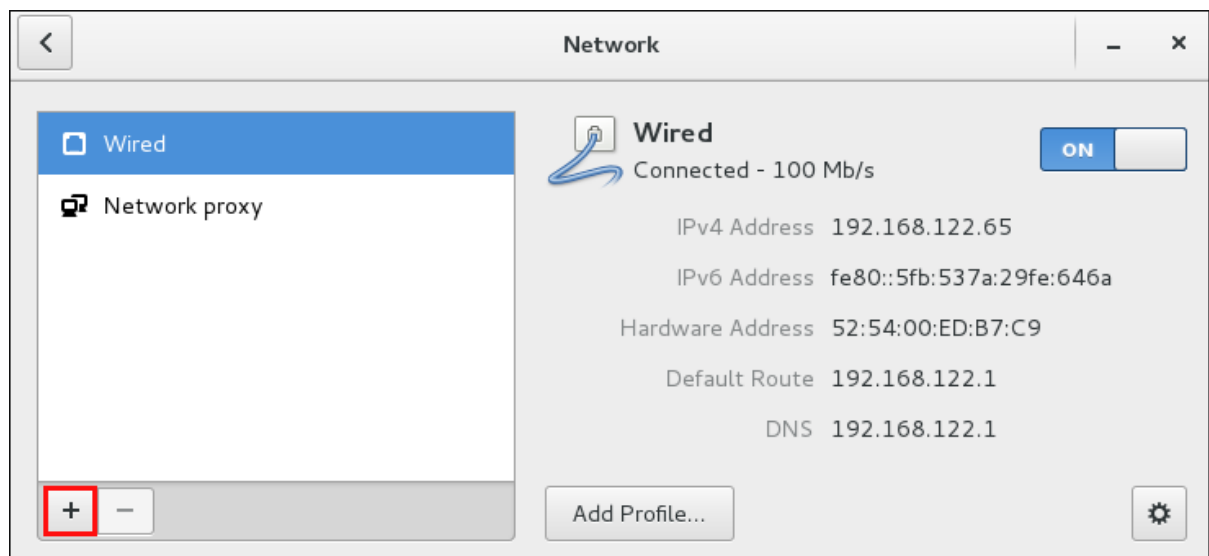 Network
Wired
Network proxy
Wired
Connected - 100 Mb/s
ON
IPv4 Address 192.168.122.65
IPv6 Address fe80::5fb:537a:29fe:646a
Hardware Address 52:54:00:ED:B7:C9
Default Route 192.168.122.1
DNS 192.168.122.1
Add Profile...